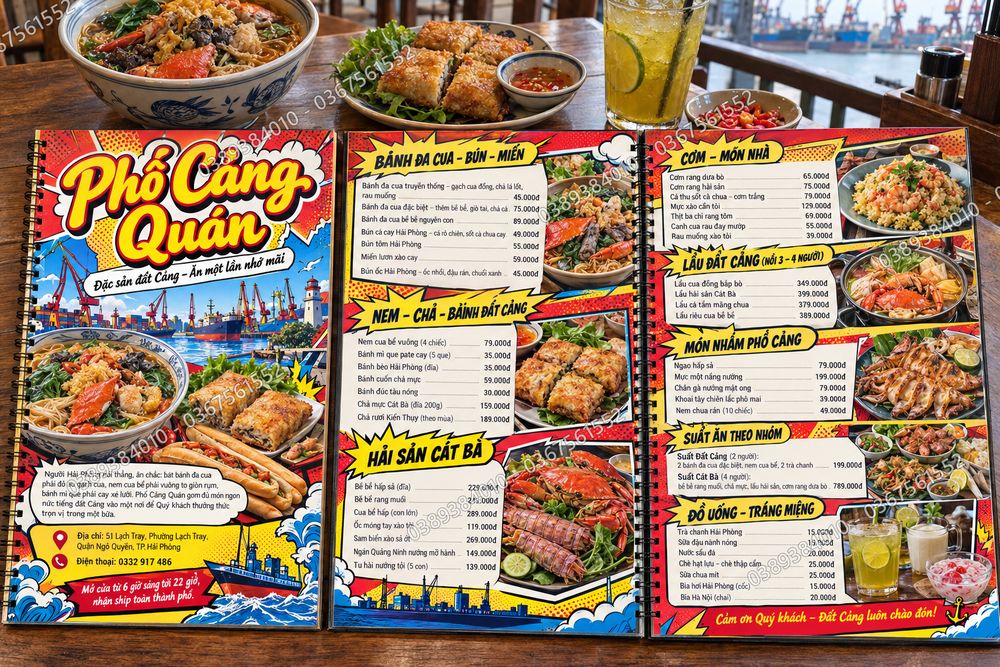 Phố Cảng
Quán
Đặc sản đất Cảng – Ăn một lần nhớ mãi
Người Hải Phòng nói thẳng, ăn chắc: bát bánh đa cua
phải đỏ au gạch cua, nem cua bể phải vuông to giòn rụm,
bánh mì que phải cay xé lưỡi. Phố Cảng Quán gom đủ món ngon
nức tiếng đất Cảng vào một nơi để Quý khách thưởng thức
trọn vị trong một bữa.
Địa chỉ: 51 Lạch Tray, Phường Lạch Tray,
Quận Ngô Quyền, TP. Hải Phòng
Điện thoại: 0332 917 486
Mở cửa từ 6 giờ sáng tới 22 giờ,
nhận ship toàn thành phố.
BÁNH ĐA CUA – BÚN – MIẾN
Bánh đa cua truyền thống – gạch cua đồng, chả lá lốt,
rau muống 45.000đ
Bánh đa cua đặc biệt – thêm bề bề, giò tai, chả cá 75.000đ
Bánh đa cua bề bề nguyên con 89.000đ
Bún cá cay Hải Phòng – cá rô chiên, sốt cà chua cay 49.000đ
Bún tôm Hải Phòng 55.000đ
Miến lươn xào cay 59.000đ
Bún ốc Hải Phòng – ốc nhồi, đậu rán, chuối xanh 45.000đ
NEM – CHẢ – BÁNH ĐẤT CẢNG
Nem cua bể vuông (4 chiếc) 79.000đ
Bánh mì que pate cay (5 que) 35.000đ
Bánh bèo Hải Phòng (đĩa) 35.000đ
Bánh cuốn chả mực 59.000đ
Bánh đúc tàu nóng 30.000đ
Chả mực Cát Bà (đĩa 200g) 159.000đ
Chả rươi Kiến Thụy (theo mùa) 189.000đ
HẢI SẢN CÁT BÀ
Bề bề hấp sả (đĩa) 229.000đ
Bề bề rang muối 249.000đ
Cua bể hấp (con lớn) 289.000đ
Ốc móng tay xào tỏi 119.000đ
Sam biển xào sả ớt 269.000đ
Ngán Quảng Ninh nướng mỡ hành 149.000đ
Tu hài nướng tỏi (5 con) 139.000đ
CƠM – MÓN NHÀ
Cơm rang dưa bò 65.000đ
Cơm rang hải sản 75.000đ
Cá thu sốt cà chua – cơm trắng 79.000đ
Mực xào cần tỏi 129.000đ
Thịt ba chỉ rang tôm 69.000đ
Canh cua rau đay mướp 55.000đ
Rau muống xào tỏi 39.000đ
LẨU ĐẤT CẢNG (NỒI 3 – 4 NGƯỜI)
Lẩu cua đồng bắp bò 349.000đ
Lẩu hải sản Cát Bà 399.000đ
Lẩu cá tầm măng chua 379.000đ
Lẩu riêu cua bề bề 389.000đ
MÓN NHẮM PHỐ CẢNG
Ngao hấp sả 79.000đ
Mực một nắng nướng 199.000đ
Chân gà nướng mật ong 79.000đ
Khoai tây chiên lắc phô mai 39.000đ
Nem chua rán (10 chiếc) 49.000đ
SUẤT ĂN THEO NHÓM
Suất Đất Cảng (2 người):
2 bánh đa cua đặc biệt, nem cua bể, 2 trà chanh 199.000đ
Suất Cát Bà (4 người):
bề bề rang muối, chả mực, lẩu hải sản, cơm rang dưa bò 789.000đ
ĐỒ UỐNG – TRÁNG MIỆNG
Trà chanh Hải Phòng 15.000đ
Sữa đậu nành nóng
Nước sấu đá 20.000đ
Chè hạt lựu – chè thập cẩm 25.000đ
Sữa chua mít 25.000đ
Bia hơi Hải Phòng (cốc) 15.000đ
Bia Hà Nội (chai) 20.000đ
Cảm ơn Quý khách – Đất Cảng luôn chào đón!
0367561552
0389384010